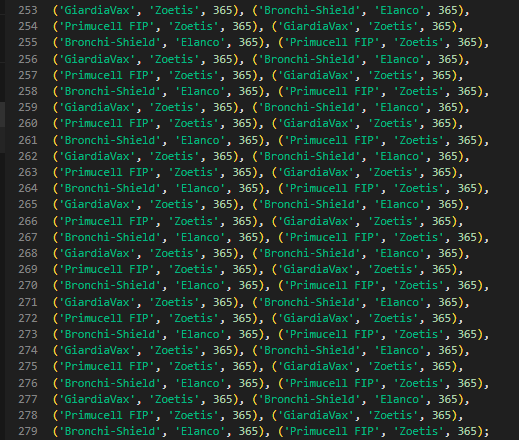 253 ('GiardiaVax', 'Zoetis', 365), ('Bronchi-Shield', 'Elanco', 365),
254 ('Primucell FIP', 'Zoetis', 365), ('GiardiaVax', 'Zoetis', 365),
255 ('Bronchi-Shield', 'Elanco', 365), ('Primucell FIP', 'Zoetis', 365),
256 ('GiardiaVax', 'Zoetis', 365), ('Bronchi-Shield', 'Elanco', 365),
257 ('Primucell FIP', 'Zoetis', 365), ('GiardiaVax', 'Zoetis', 365),
258 ('Bronchi-Shield', 'Elanco', 365), ('Primucell FIP', 'Zoetis', 365),
259 ('GiardiaVax', 'Zoetis', 365), ('Bronchi-Shield', 'Elanco', 365),
260 ('Primucell FIP', 'Zoetis', 365), ('GiardiaVax', 'Zoetis', 365),
261 ('Bronchi-Shield', 'Elanco', 365), ('Primucell FIP', 'Zoetis', 365),
262 ('GiardiaVax', 'Zoetis', 365), ('Bronchi-Shield', 'Elanco', 365),
263 ('Primucell FIP', 'Zoetis', 365), ('GiardiaVax', 'Zoetis', 365),
264 ('Bronchi-Shield', 'Elanco', 365), ('Primucell FIP', 'Zoetis', 365),
265 ('GiardiaVax', 'Zoetis', 365), ('Bronchi-Shield', 'Elanco', 365),
266 ('Primucell FIP', 'Zoetis', 365), ('GiardiaVax', 'Zoetis', 365),
267 ('Bronchi-Shield', 'Elanco', 365), ('Primucell FIP', 'Zoetis', 365),
268 ('GiardiaVax', 'Zoetis', 365), ('Bronchi-Shield', 'Elanco', 365),
269 ('Primucell FIP', 'Zoetis', 365), ('GiardiaVax', 'Zoetis', 365),
270 ('Bronchi-Shield', 'Elanco', 365), ('Primucell FIP', 'Zoetis', 365),
271 ('GiardiaVax', 'Zoetis', 365), ('Bronchi-Shield', 'Elanco', 365),
272 ('Primucell FIP', 'Zoetis', 365), ('GiardiaVax', 'Zoetis', 365),
273 ('Bronchi-Shield', 'Elanco', 365), ('Primucell FIP', 'Zoetis', 365),
274 ('GiardiaVax', 'Zoetis', 365), ('Bronchi-Shield', 'Elanco', 365),
275 ('Primucell FIP', 'Zoetis', 365), ('GiardiaVax', 'Zoetis', 365),
276 ('Bronchi-Shield', 'Elanco', 365), ('Primucell FIP', 'Zoetis', 365),
277 ('GiardiaVax', 'Zoetis', 365), ('Bronchi-Shield', 'Elanco', 365),
278 ('Primucell FIP', 'Zoetis', 365), ('GiardiaVax', 'Zoetis', 365),
279 ('Bronchi-Shield', 'Elanco', 365), ('Primucell FIP', 'Zoetis', 365);